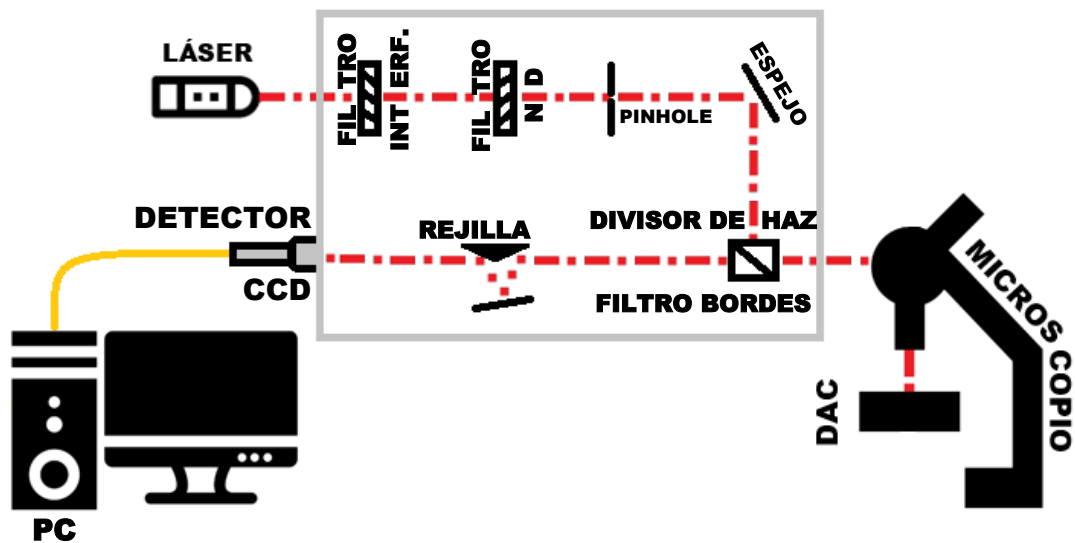 LÁSER
FIL TRO
INT ERF.
FIL TRO
N D
PINHOLE
ESPEJO
DETECTOR
CCD
REJILLA
DIVISOR DE HAZ
FILTRO BORDES
MICROS COPIO
DAC
PC